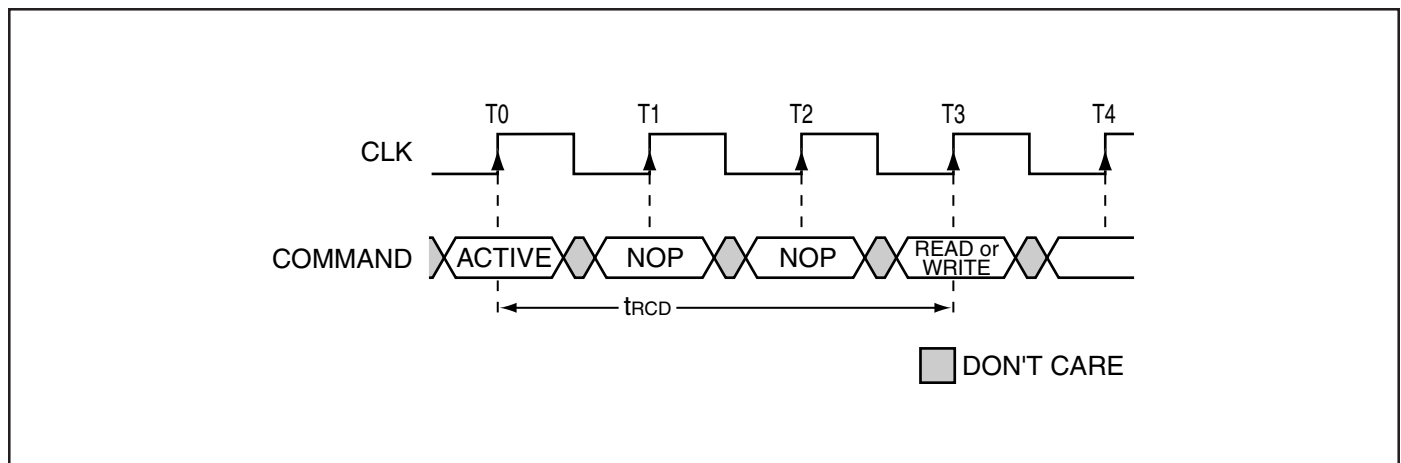 T0 T1 T2 T3 T4
CLK
COMMAND ACTIVE NOP NOP READ or
WRITE
tRCD
DON'T CARE